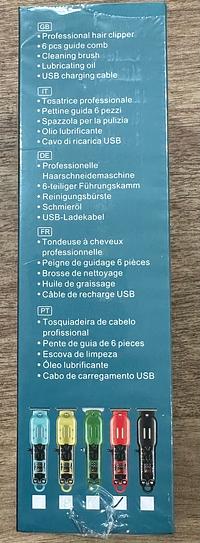 GB
• Professional hair clipper
• 6 pcs guide comb
• Cleaning brush
• Lubricating oil
• USB charging cable
IT
• Tosatrice professionale
• Pettine guida 6 pezzi
• Spazzola per la pulizia
• Olio lubrificante
• Cavo di ricarica USB
DE
• Professionelle
Haarschneidemaschine
• 6-teiliger Führungskamm
• Reinigungsbürste
• Schmieröl
• USB-Ladekabel
FR
• Tondeuse à cheveux
professionnelle
• Peigne de guidage 6 pièces
• Brosse de nettoyage
• Huile de graissage
• Câble de recharge USB
PT
• Tosquiadeira de cabelo
profissional
• Pente de guia de 6 pieces
• Escova de limpeza
• Óleo lubrificante
• Cabo de carregamento USB